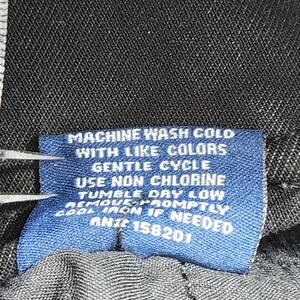 MACHINE WASH COLD
WITH LIKE COLORS
GENTLE CYCLE
USE NON CHLORINE
TUMBLE DRY LOW
REMOVE PROMPTLY
COOL IRON IF NEEDED
158201